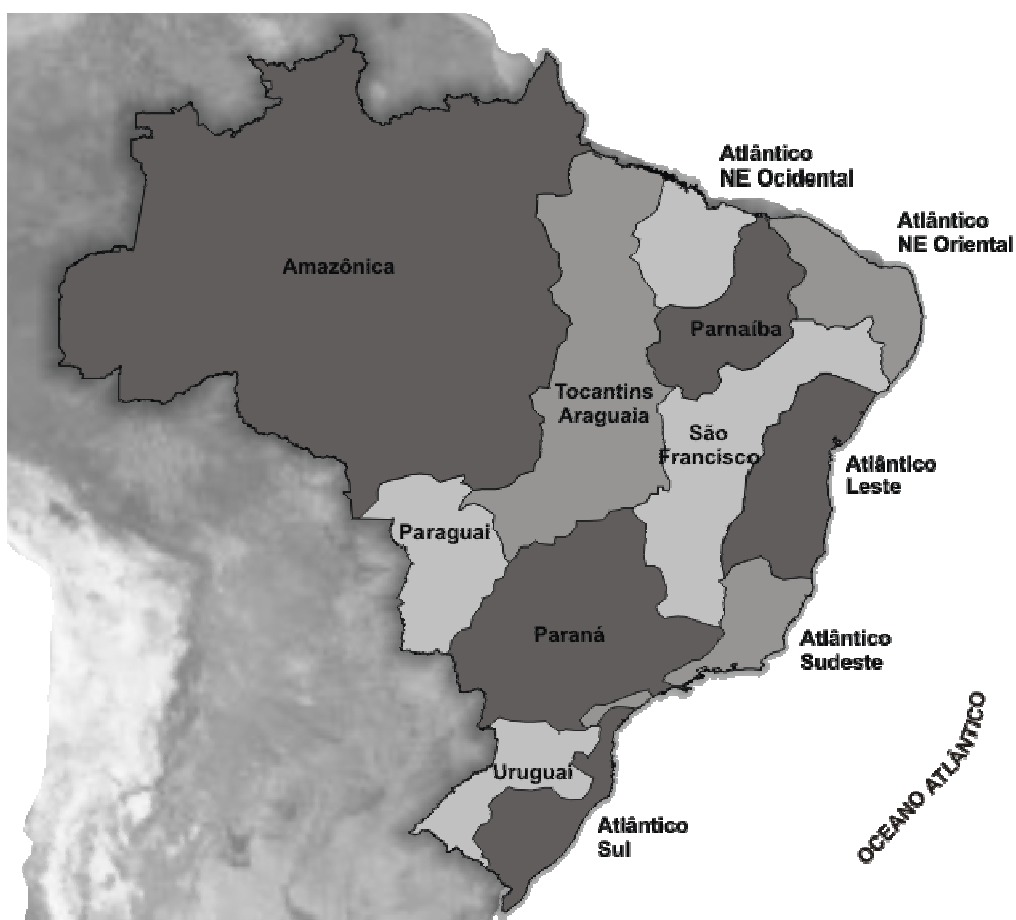 Atlântico
NE Ocidental
Atlântico
NE Oriental
Amazônica
Parnaíba
Tocantins
Araguaia
São
Francisco
Atlântico
Leste
Paraguai
Paraná
Atlântico
Sudeste
Uruguai
Atlântico
Sul
OCEANO ATLÂNTICO